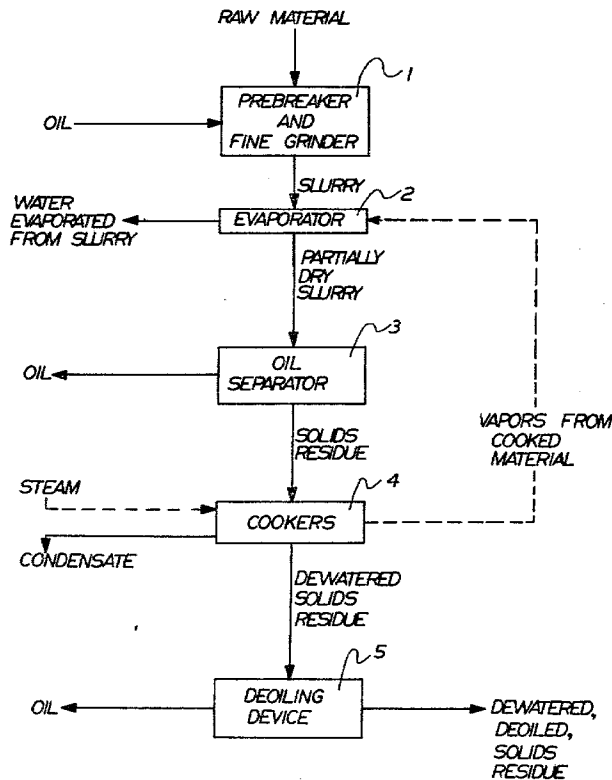 RAW MATERIAL
1
PREBREAKER
AND
FINE GRINDER
OIL
SLURRY
2
WATER
EVAPORATED
FROM SLURRY
EVAPORATOR
PARTIALLY
DRY
SLURRY
3
OIL
SEPARATOR
OIL
VAPORS FROM
COOKED
MATERIAL
SOLIDS
RESIDUE
STEAM
4
COOKERS
CONDENSATE
DEWATERED
SOLIDS
RESIDUE
5
DEOILING
DEVICE
OIL
DEWATERED,
DEOILED,
SOLIDS
RESIDUE